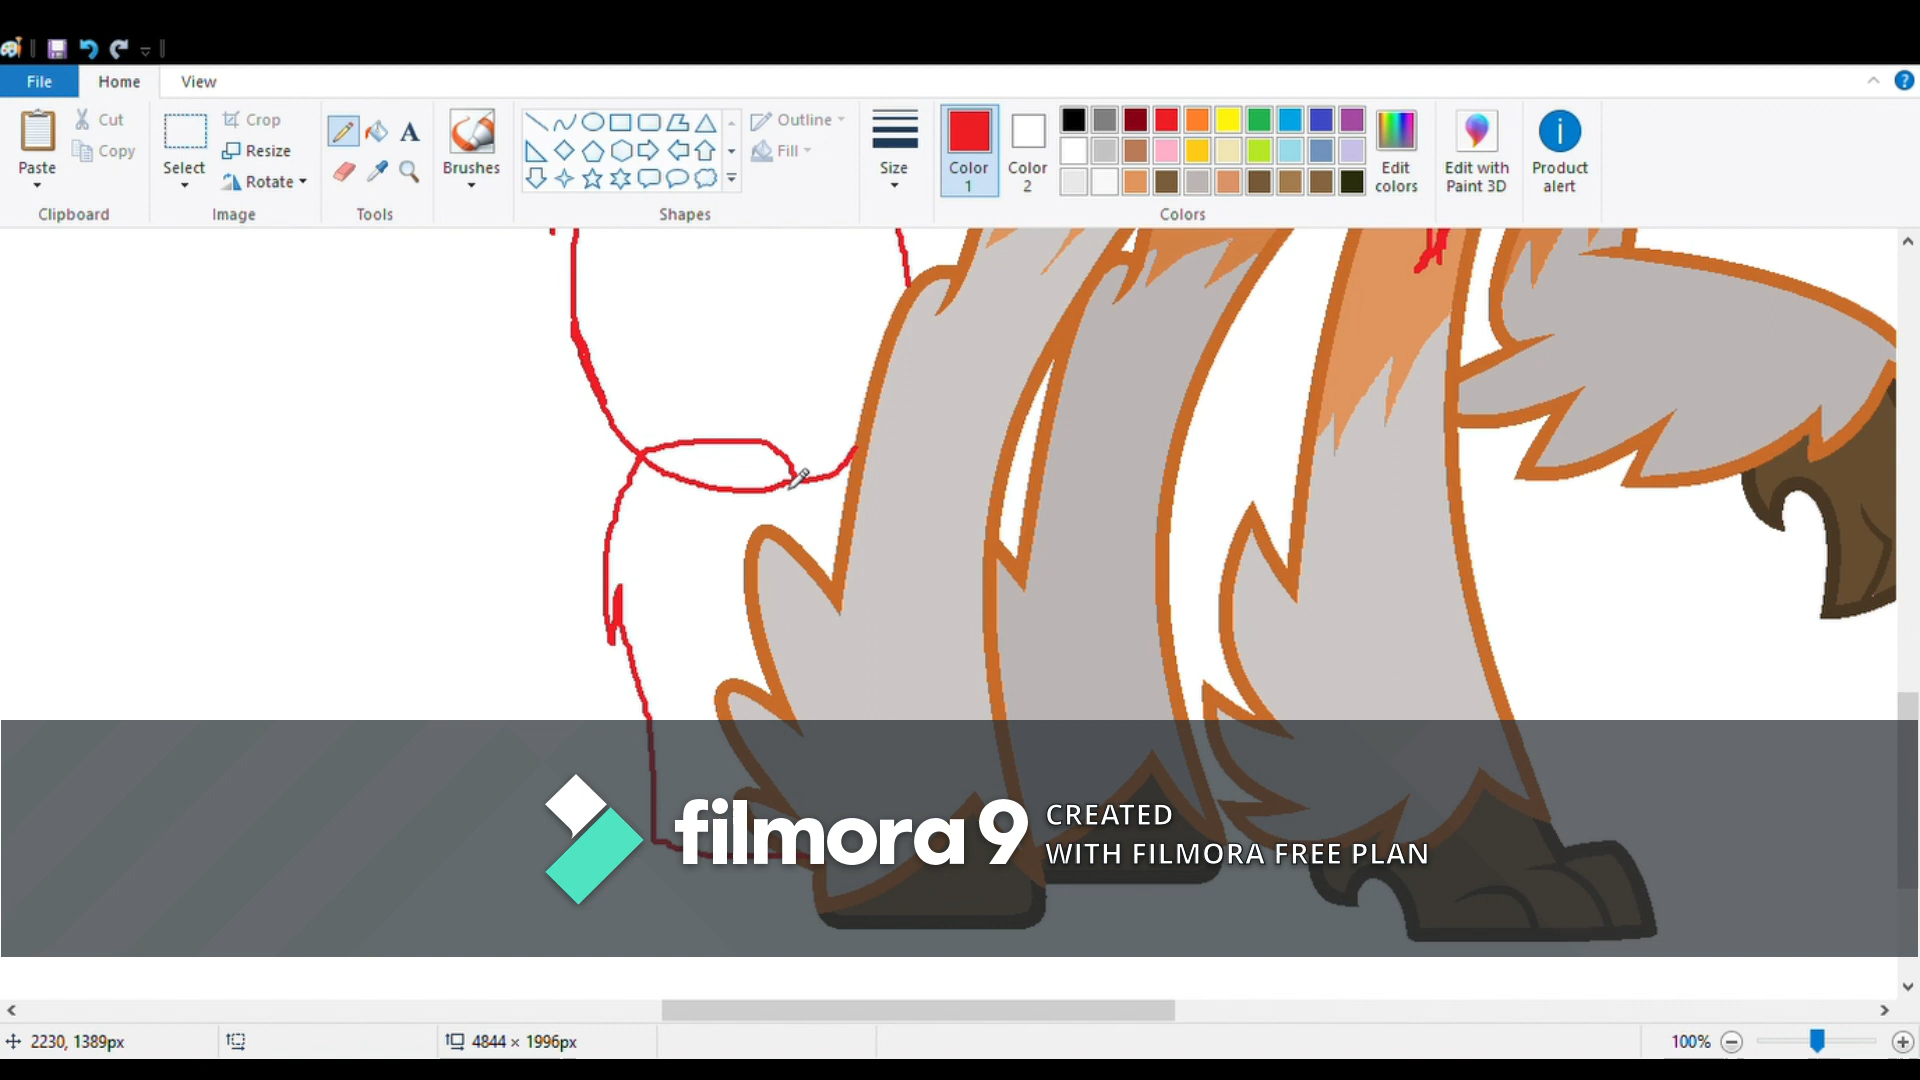 File Home View
Paste
Cut
Copy
Clipboard
Select
Crop
Resize
Rotate
Image
A
Tools
Brushes
Outline
Fill
Shapes
Size
Color
1
Color
2
Edit
colors
Colors
Edit with
Paint 3D
Product
alert
filmora9
CREATED
WITH FILMORA FREE PLAN
2230, 1389px
4844 × 1996px
100%